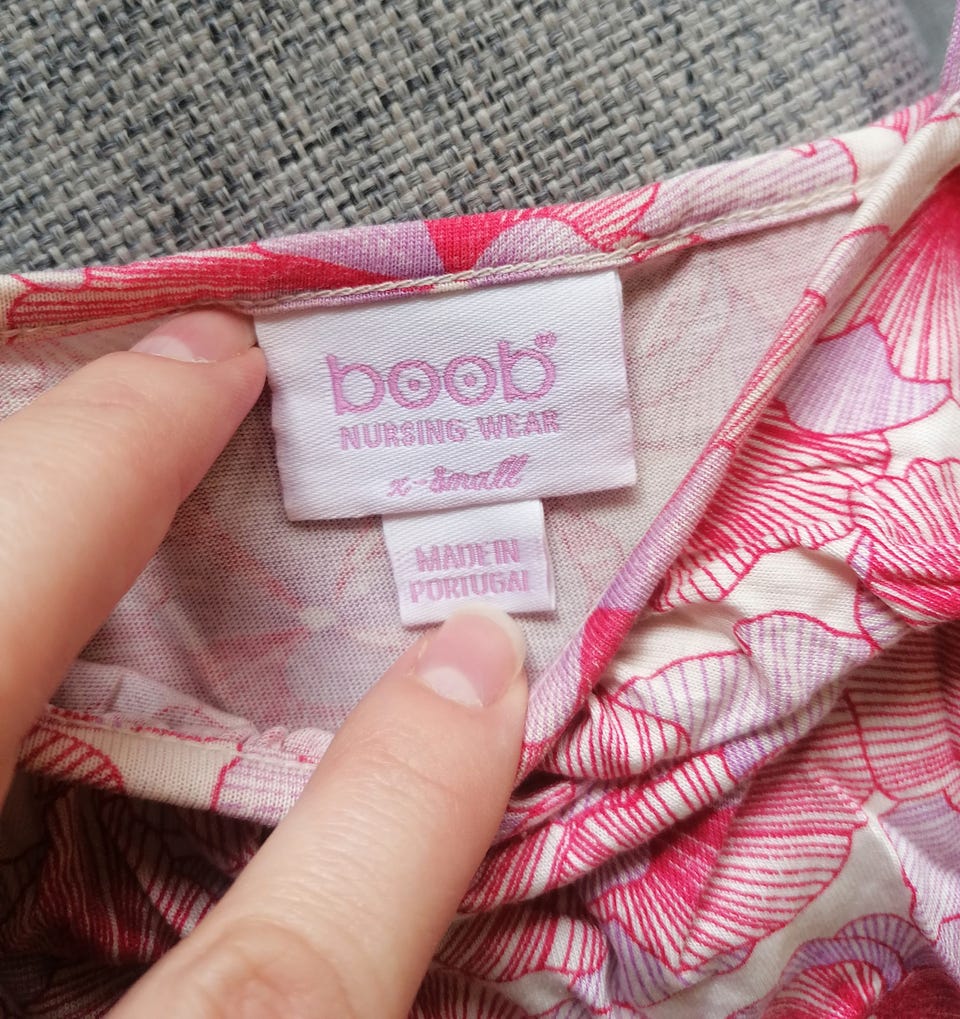 boob®
NURSING WEAR
x-small
MADE IN
PORTUGAL